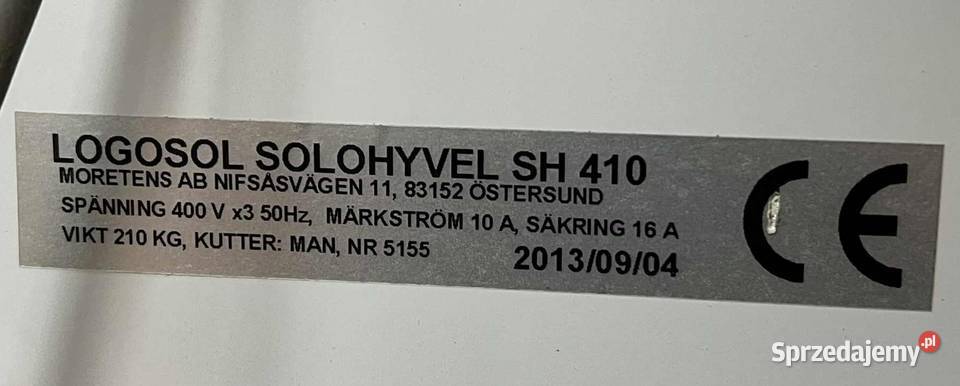 LOGOSOL SOLOHYVEL SH 410
MORETENS AB NIFSÅSVÄGEN 11, 83152 ÖSTERSUND
SPÄNNING 400 V x3 50Hz, MÄRKSTRÖM 10 A, SÄKRING 16 A
VIKT 210 KG, KUTTER: MAN, NR 5155
2013/09/04
CE
Sprzedajemy.pl